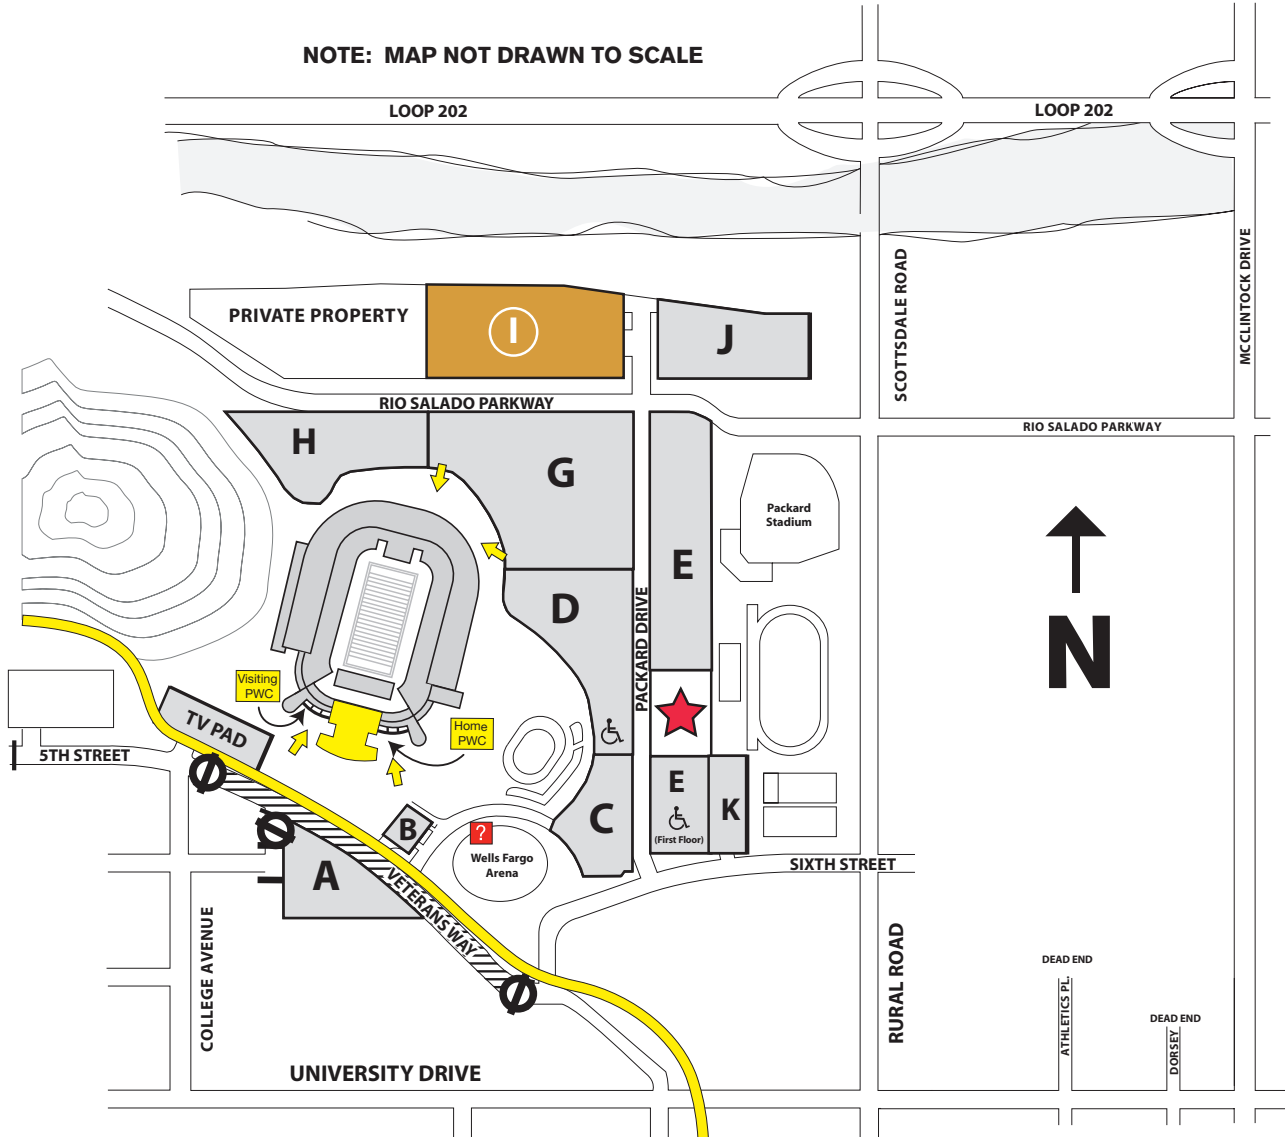 NOTE: MAP NOT DRAWN TO SCALE
LOOP 202
LOOP 202
SCOTTSDALE ROAD
MCCLINTOCK DRIVE
PRIVATE PROPERTY
I
J
RIO SALADO PARKWAY
RIO SALADO PARKWAY
H
G
Packard
Stadium
E
D
PACKARD DRIVE
N
Visiting
PWC
Home
PWC
TV PAD
5TH STREET
E
(First Floor)
K
C
B
?
Wells Fargo
Arena
A
VETERANS WAY
SIXTH STREET
COLLEGE AVENUE
RURAL ROAD
DEAD END
ATHLETICS PL.
DEAD END
DORSEY
UNIVERSITY DRIVE